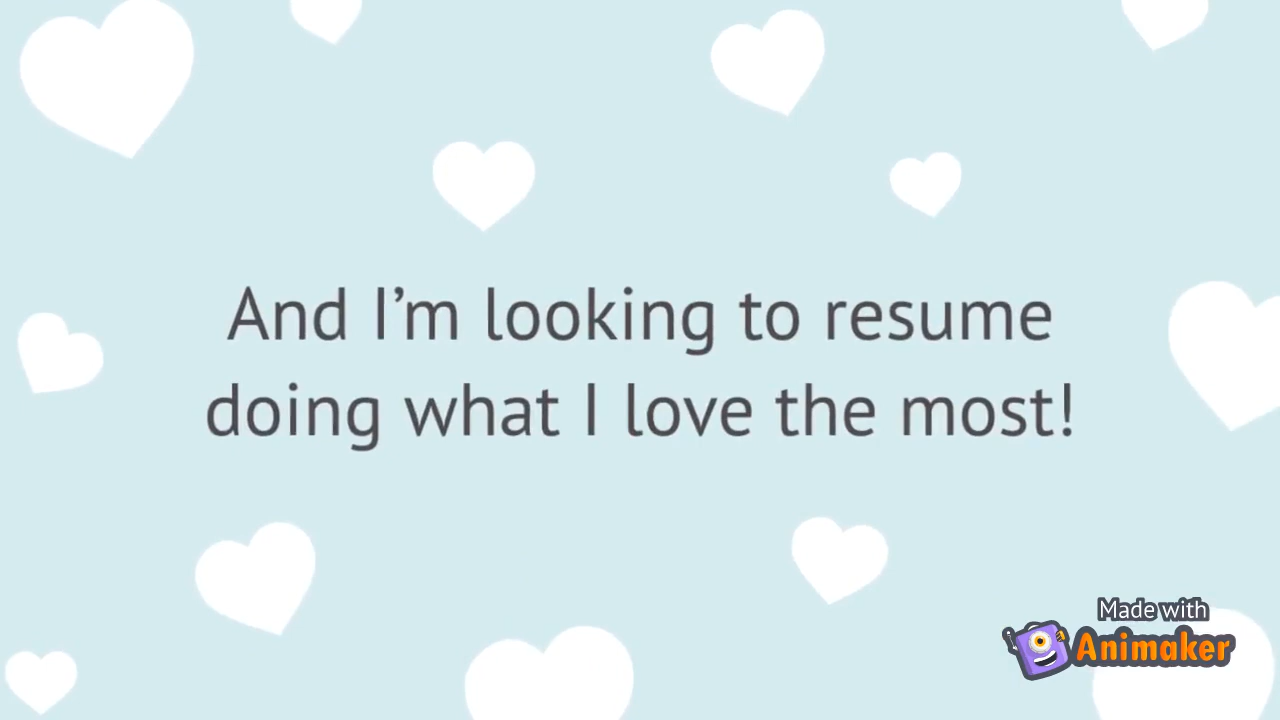 And I’m looking to resume
doing what I love the most!
Made with
Animaker